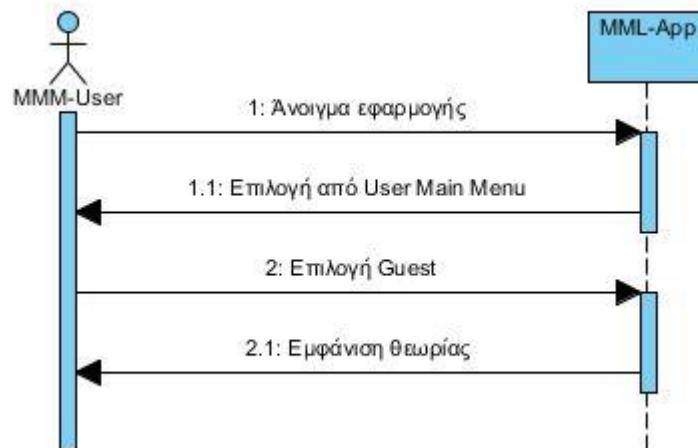 MML-App
MMM-User
1: Άνοιγμα εφαρμογής
1.1: Επιλογή από User Main Menu
2: Επιλογή Guest
2.1: Εμφάνιση θεωρίας